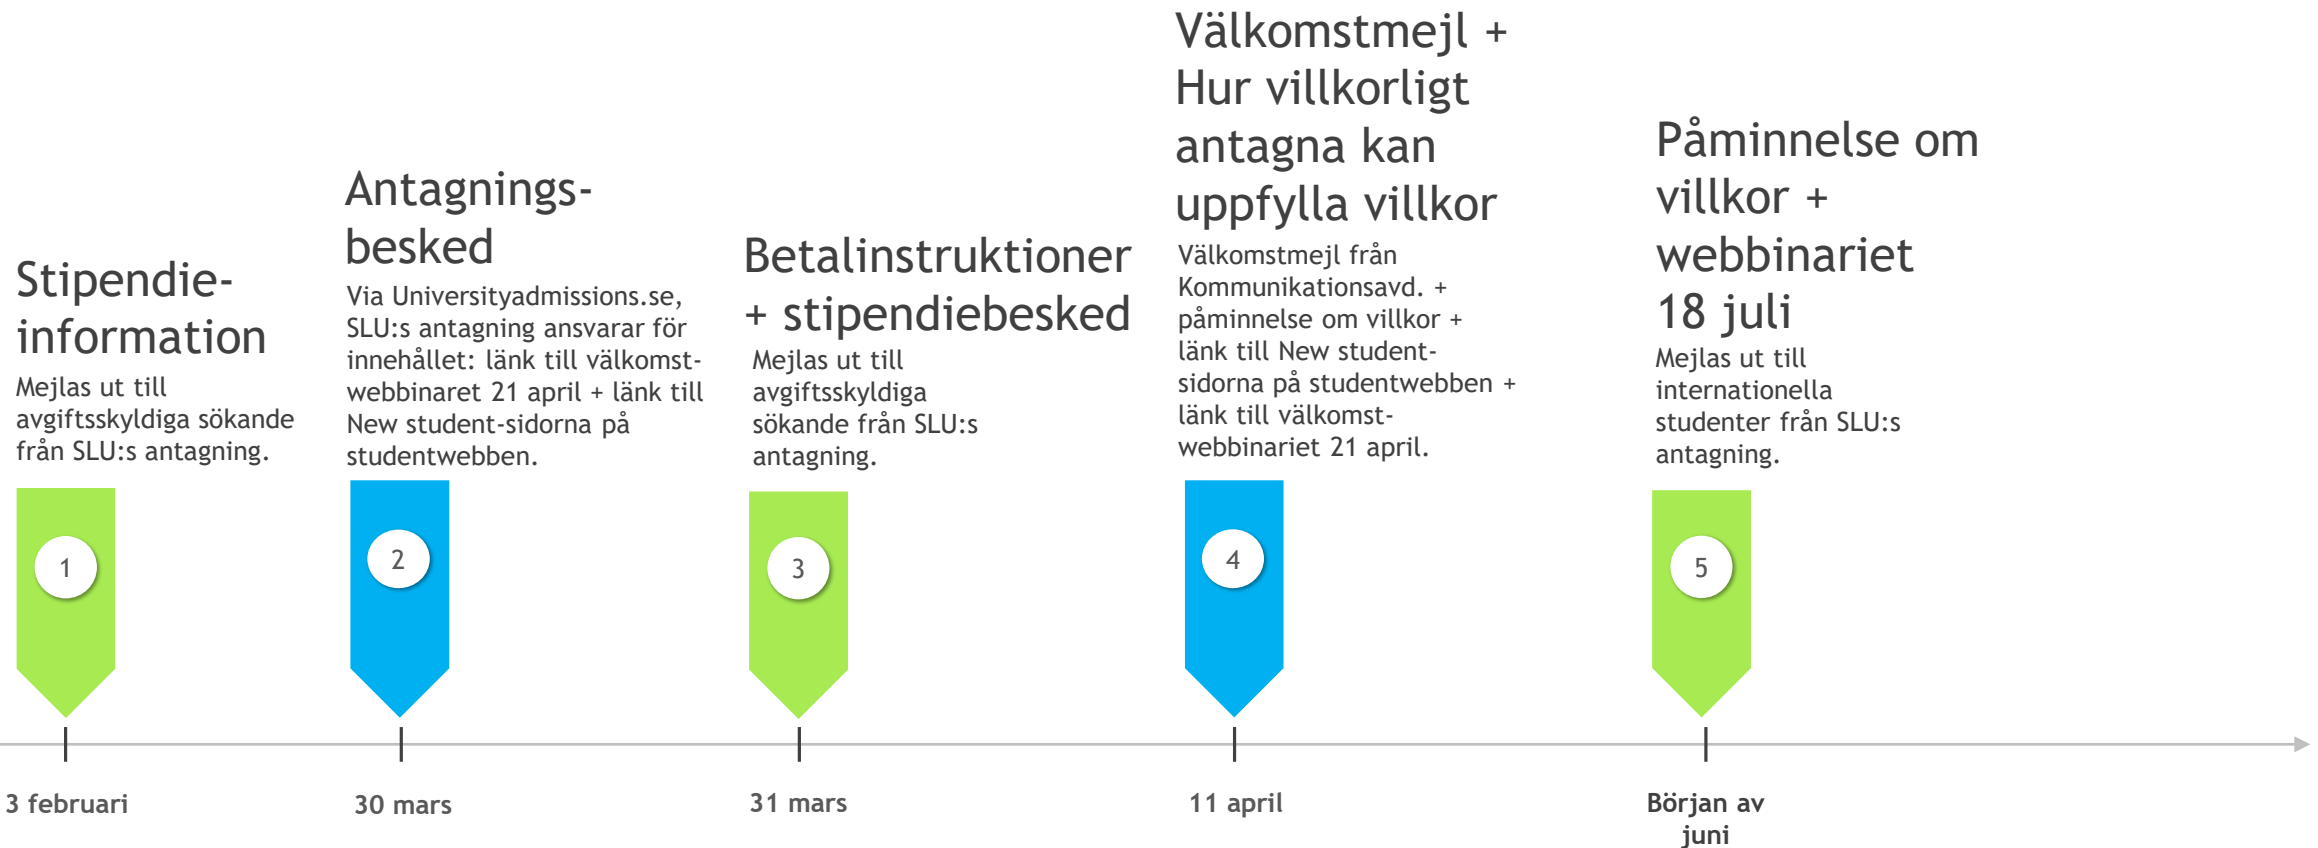 Stipendie-
information
Mejlas ut till
avgiftsskyldiga sökande
från SLU:s antagning.
1
3 februari
Antagnings-
besked
Via Universityadmissions.se,
SLU:s antagning ansvarar för
innehållet: länk till välkomst-
webbinaret 21 april + länk till
New student-sidorna på
studentwebben.
2
30 mars
Betalinstruktioner
+ stipendiebesked
Mejlas ut till
avgiftsskyldiga
sökande från SLU:s
antagning.
3
31 mars
Välkomstmejl +
Hur villkorligt
antagna kan
uppfylla villkor
Välkomstmejl från
Kommunikationsavd. +
påminnelse om villkor +
länk till New student-
sidorna på studentwebben +
länk till välkomst-
webbinariet 21 april.
4
11 april
Påminnelse om
villkor +
webbinariet
18 juli
Mejlas ut till
internationella
studenter från SLU:s
antagning.
5
Början av
juni